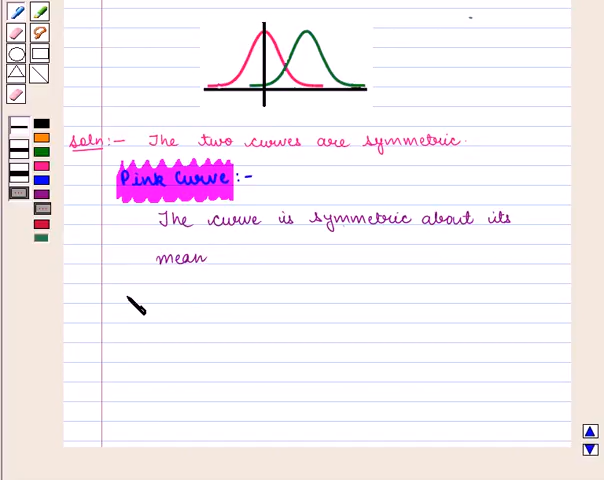 Soln:- The two curves are symmetric.
Pink Curve:-
The curve is symmetric about its
mean